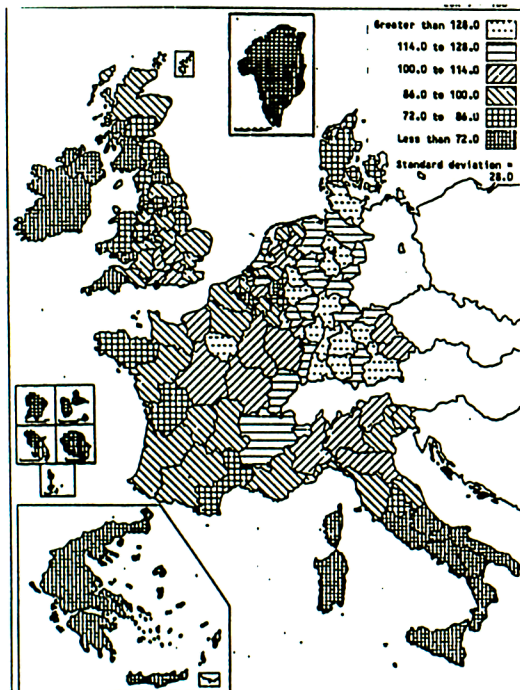 Greater than 128.0
114.0 to 128.0
100.0 to 114.0
86.0 to 100.0
72.0 to 86.0
Less than 72.0
Standard deviation =
28.0